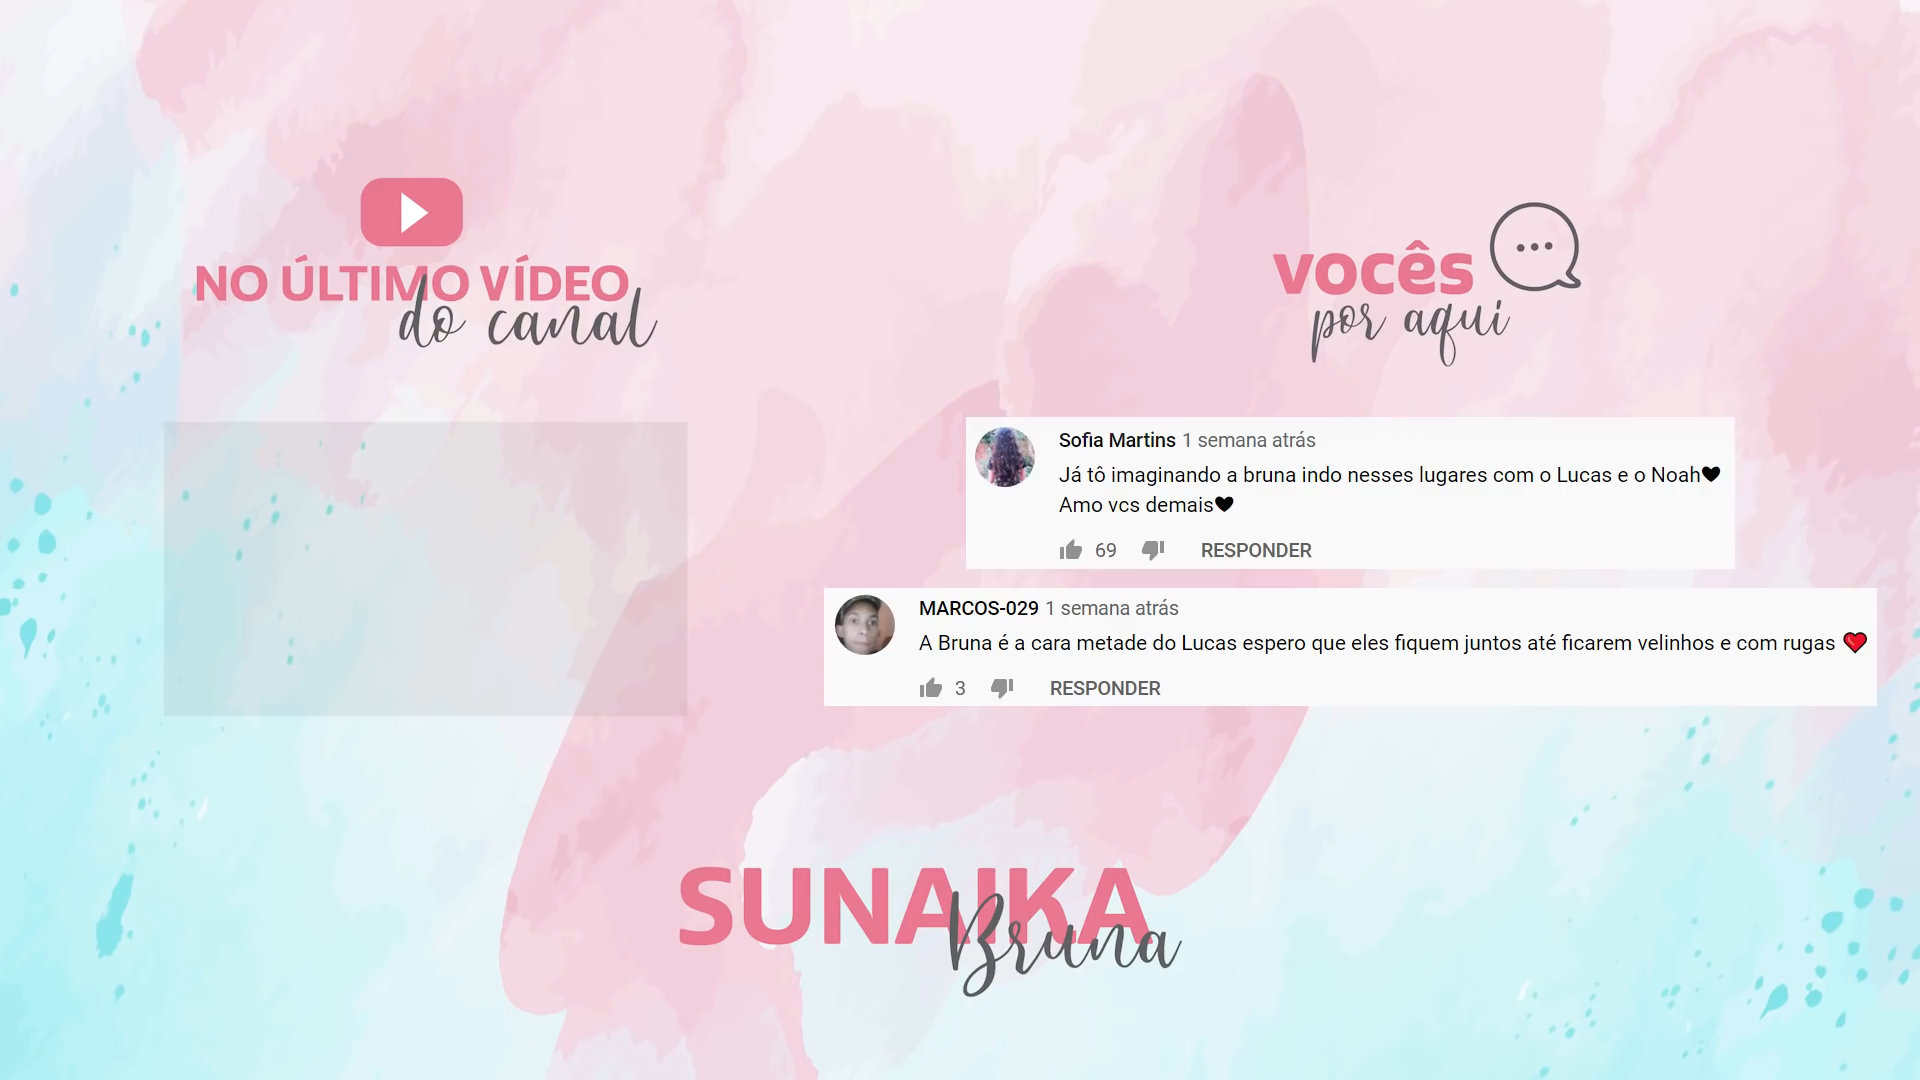 NO ÚLTIMO VÍDEO
do canal
vocês
por aqui
Sofia Martins 1 semana atrás
Já tô imaginando a bruna indo nesses lugares com o Lucas e o Noah🖤
Amo vcs demais🖤
69 RESPONDER
MARCOS-029 1 semana atrás
A Bruna é a cara metade do Lucas espero que eles fiquem juntos até ficarem velinhos e com rugas ❤️
3 RESPONDER
SUNAIKA
Bruna